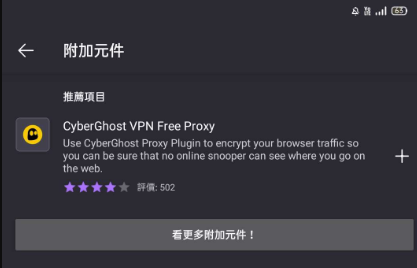 63
附加元件
推薦項目
CyberGhost VPN Free Proxy
Use CyberGhost Proxy Plugin to encrypt your browser traffic so
you can be sure that no online snooper can see where you go on
the web.
評價: 502
看更多附加元件！